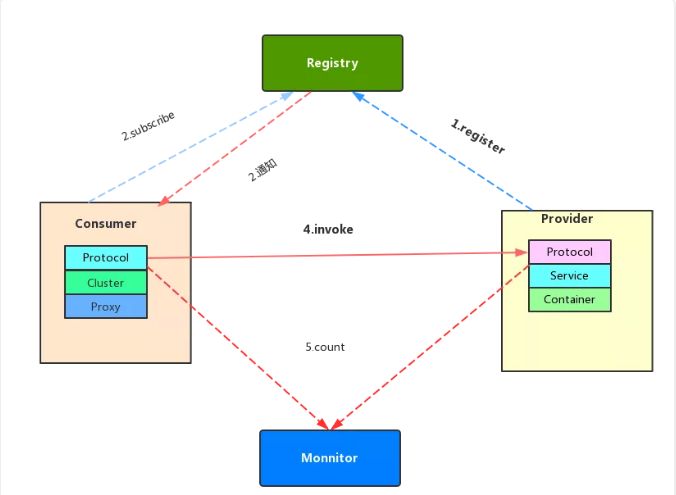 Registry
2.subscribe
1.register
2.通知
Consumer
Provider
4.invoke
Protocol
Cluster
Proxy
Protocol
Service
Container
5.count
Monnitor